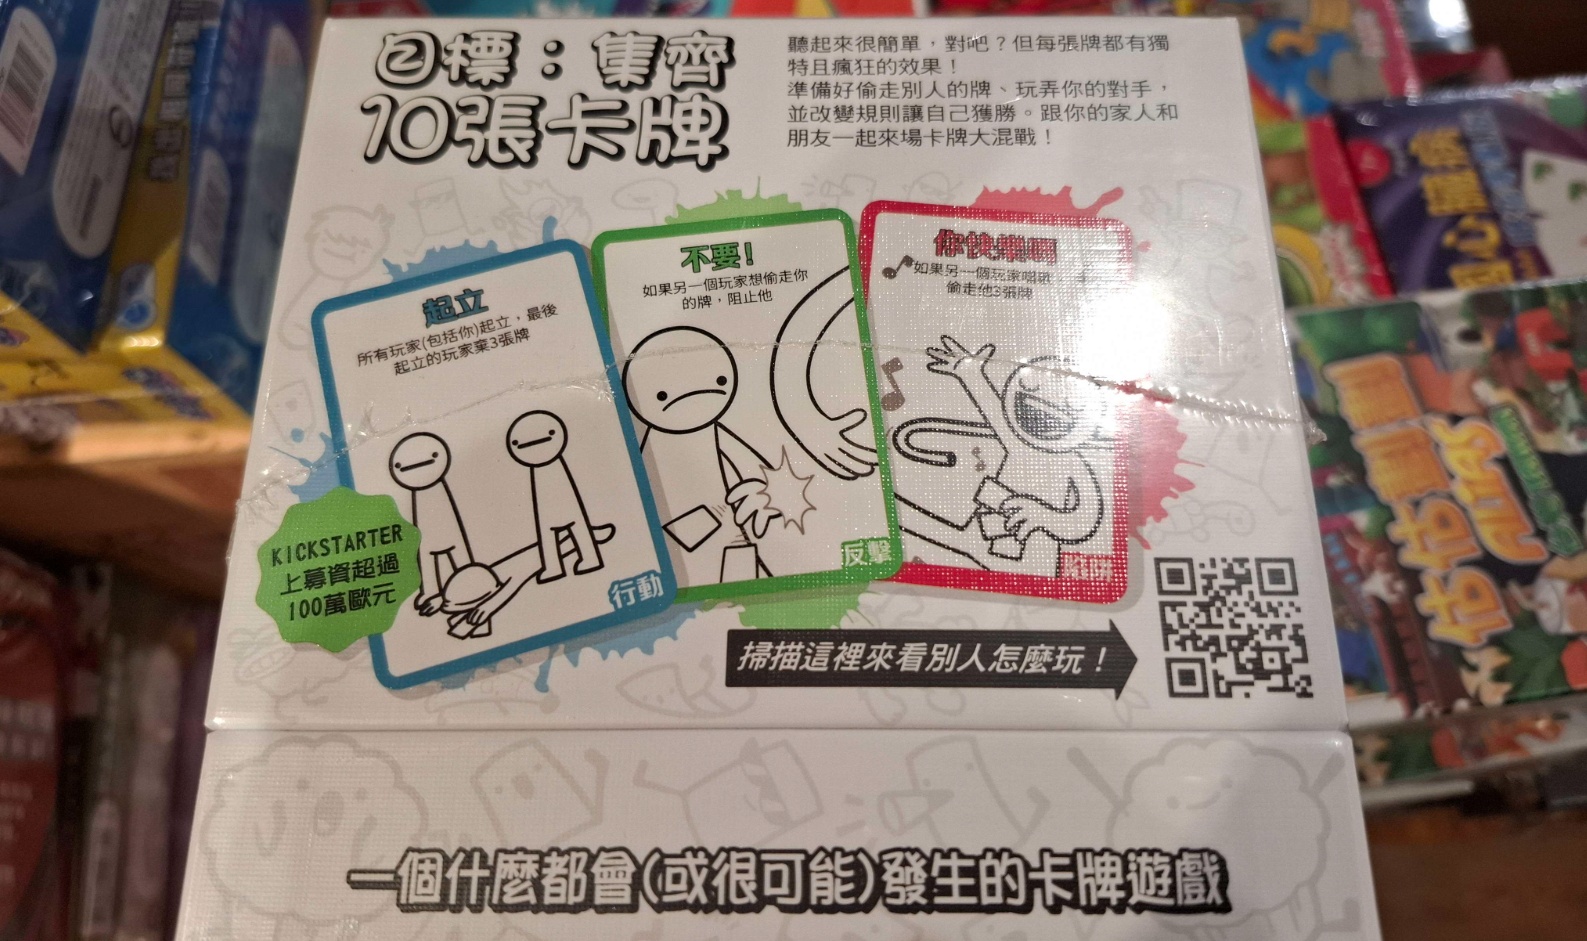 目標：集齊
10張卡牌
聽起來很簡單，對吧？但每張牌都有獨
特且瘋狂的效果！
準備好偷走別人的牌、玩弄你的對手，
並改變規則讓自己獲勝。跟你的家人和
朋友一起來場卡牌大混戰！
起立
所有玩家(包括你)起立，最後
起立的玩家棄3張牌
行動
不要！
如果另一個玩家想偷走你
的牌，阻止他
反擊
你快樂嗎
如果另一個玩家唱歌
偷走他3張牌
陷阱
KICKSTARTER
上募資超過
100萬歐元
掃描這裡來看別人怎麼玩！
一個什麼都會(或很可能)發生的卡牌遊戲